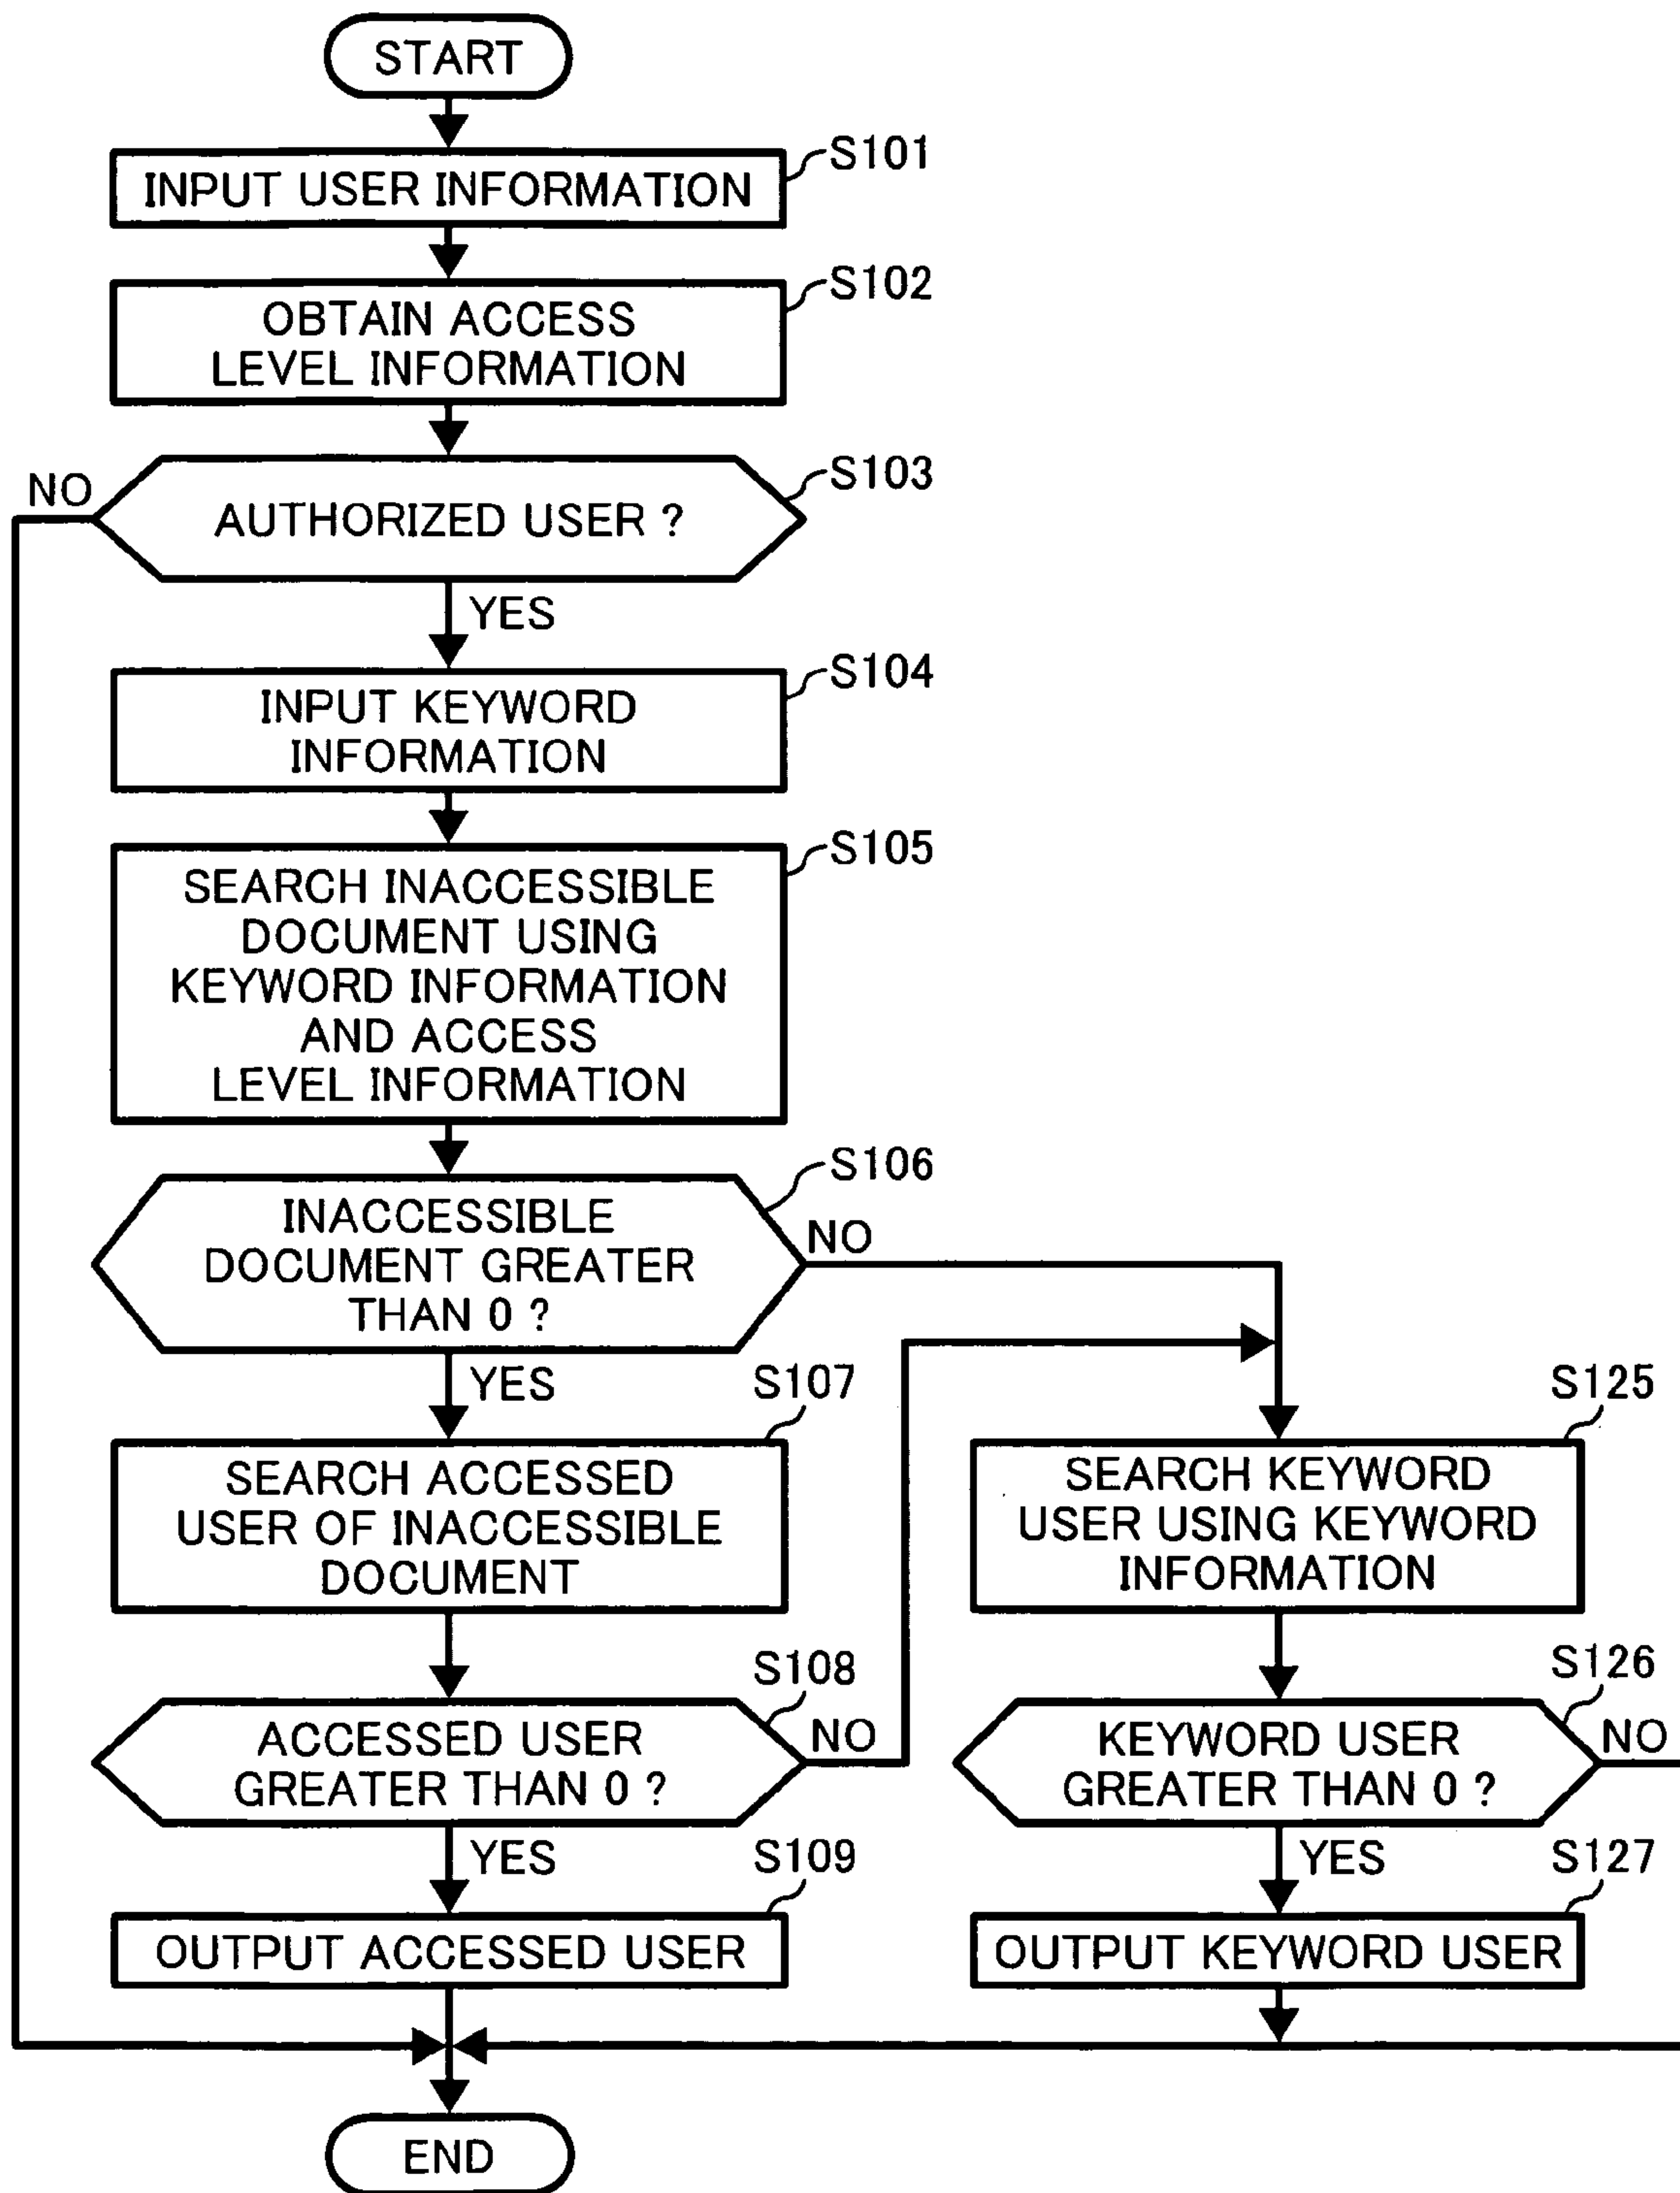 START
S101
INPUT USER INFORMATION
S102
OBTAIN ACCESS
LEVEL INFORMATION
S103
NO
AUTHORIZED USER ?
YES
S104
INPUT KEYWORD
INFORMATION
S105
SEARCH INACCESSIBLE
DOCUMENT USING
KEYWORD INFORMATION
AND ACCESS
LEVEL INFORMATION
S106
INACCESSIBLE
DOCUMENT GREATER
THAN 0 ?
NO
YES
S107
SEARCH ACCESSED
USER OF INACCESSIBLE
DOCUMENT
S108
ACCESSED USER
GREATER THAN 0 ?
NO
YES
S109
OUTPUT ACCESSED USER
S125
SEARCH KEYWORD
USER USING KEYWORD
INFORMATION
S126
KEYWORD USER
GREATER THAN 0 ?
NO
YES
S127
OUTPUT KEYWORD USER
END